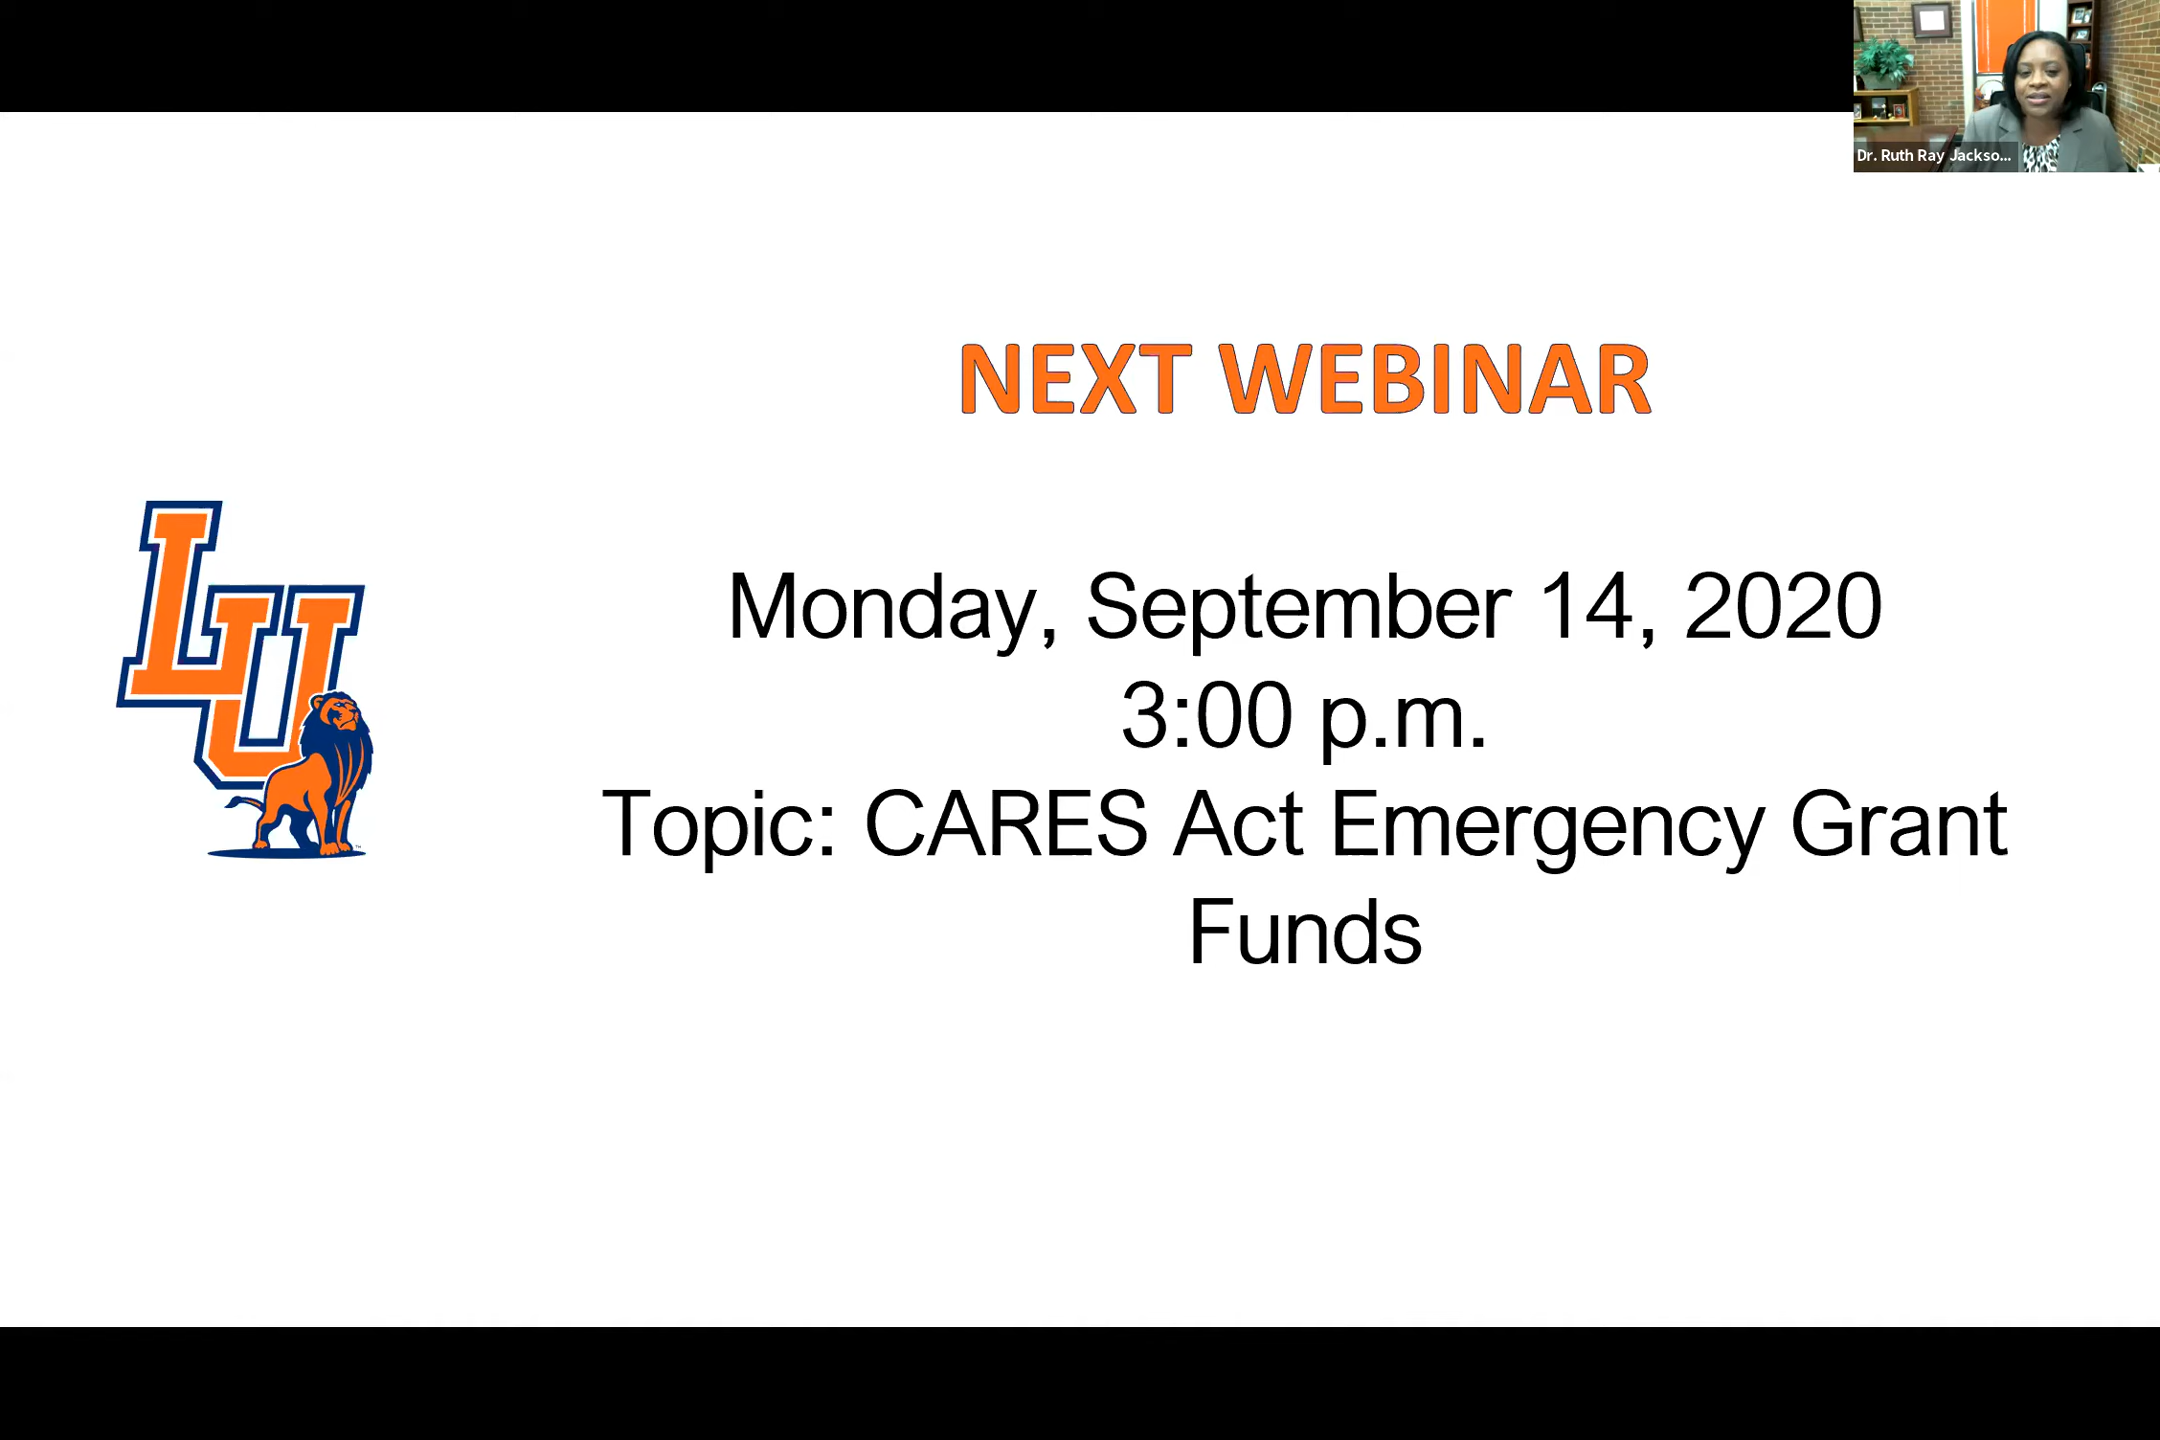 Dr. Ruth Ray Jackso...
NEXT WEBINAR
LU
Monday, September 14, 2020
3:00 p.m.
Topic: CARES Act Emergency Grant
Funds